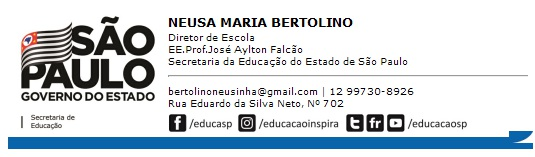 SÃO
PAULO
GOVERNO DO ESTADO
Secretaria de
Educação
NEUSA MARIA BERTOLINO
Diretor de Escola
EE.Prof.José Aylton Falcão
Secretaria da Educação do Estado de São Paulo
bertolinoneusinha@gmail.com | 12 99730-8926
Rua Eduardo da Silva Neto, Nº 702
/educasp /educacaoinspira /educacaosp